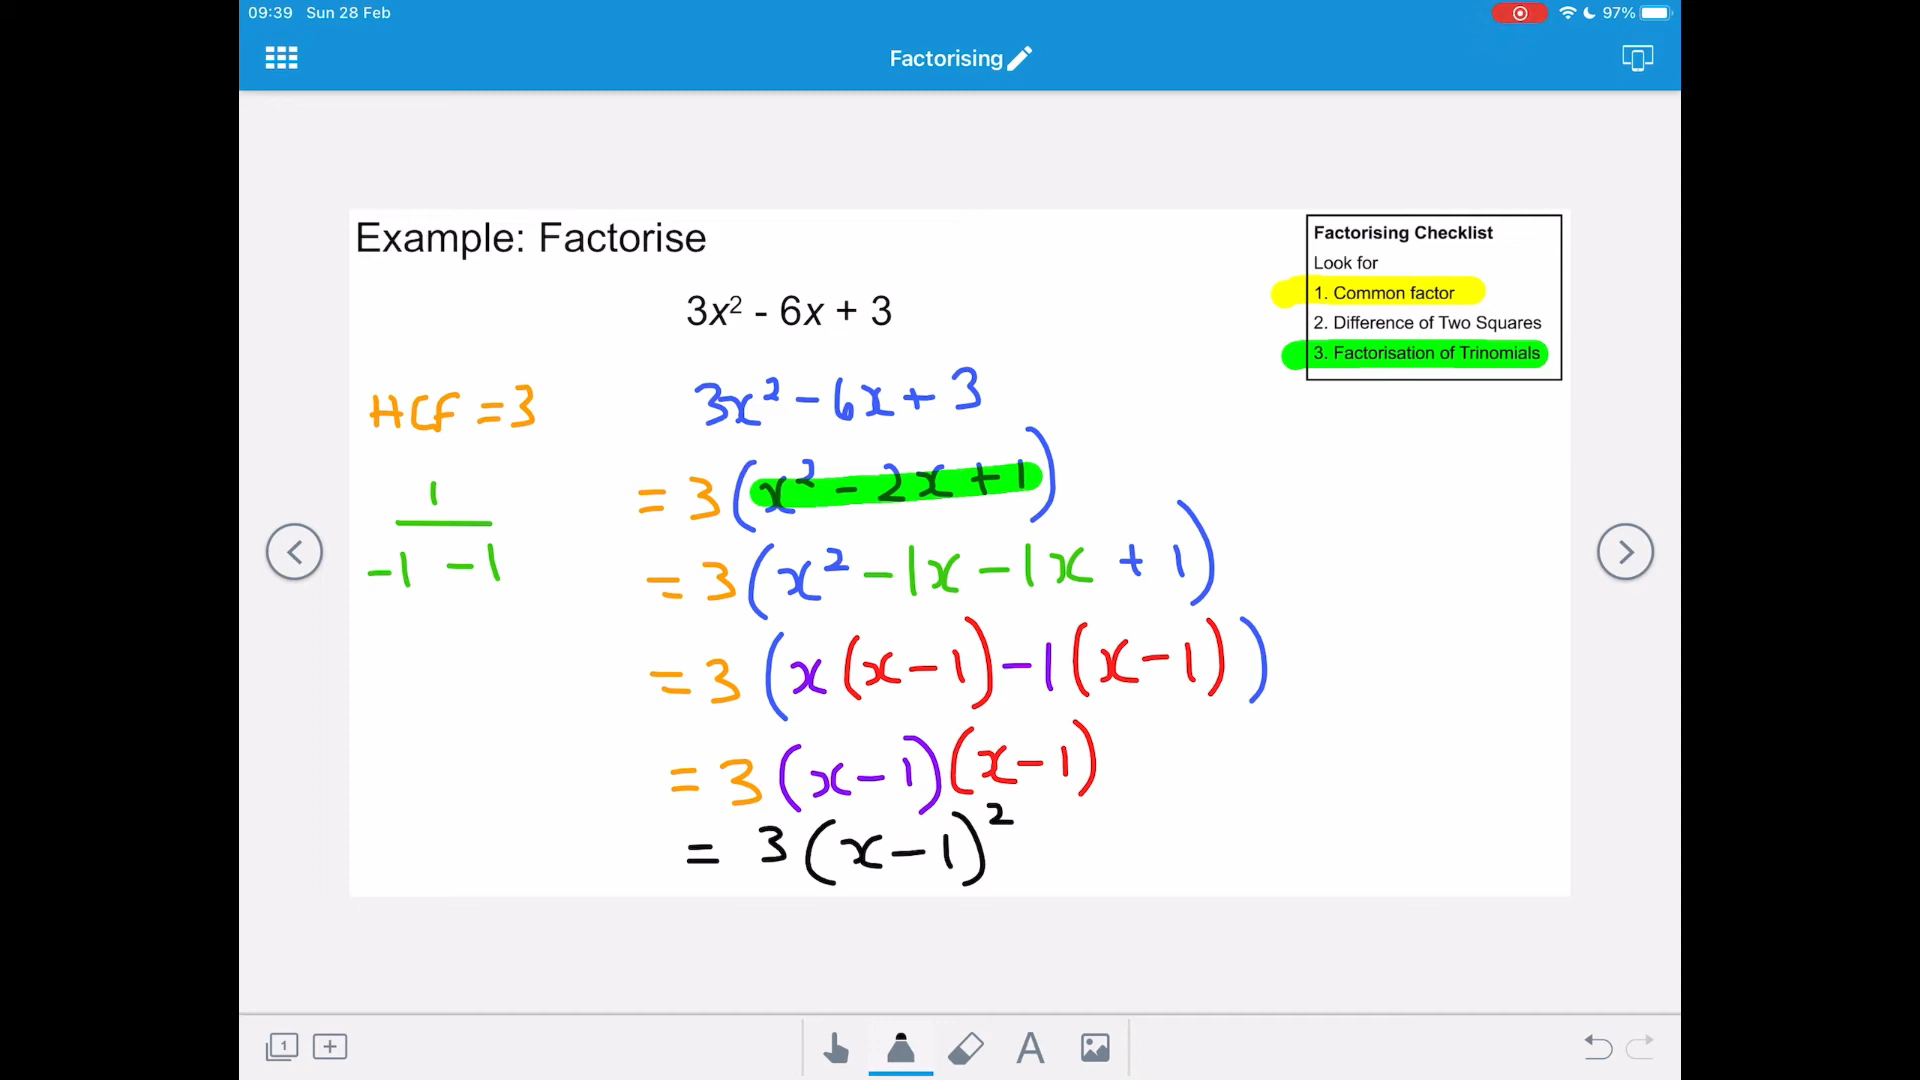 09:39 Sun 28 Feb
97%
Factorising
Example: Factorise
3x² - 6x + 3
Factorising Checklist
Look for
1. Common factor
2. Difference of Two Squares
3. Factorisation of Trinomials
HCF = 3
1
-1 -1
3x² - 6x + 3
= 3(x² - 2x + 1)
= 3(x² - 1x - 1x + 1)
= 3(x(x-1) - 1(x-1))
= 3(x-1)(x-1)
= 3(x-1)²
1
A